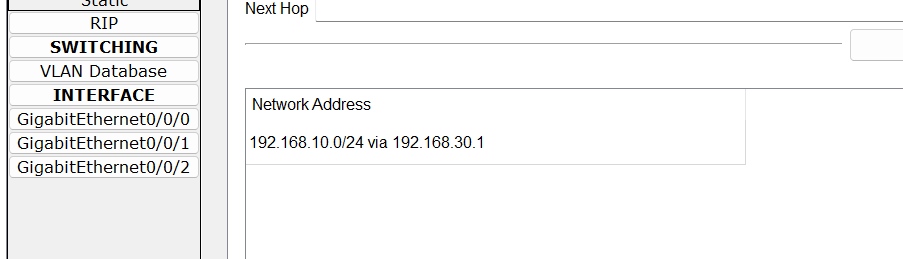 Static
Next Hop
RIP
SWITCHING
VLAN Database
INTERFACE
GigabitEthernet0/0/0
GigabitEthernet0/0/1
GigabitEthernet0/0/2
Network Address
192.168.10.0/24 via 192.168.30.1